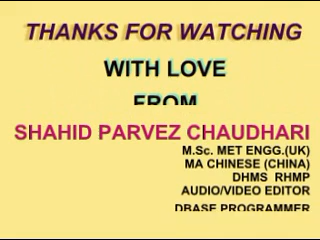 THANKS FOR WATCHING
WITH LOVE
FROM
SHAHID PARVEZ CHAUDHARI
M.Sc. MET ENGG.(UK)
MA CHINESE (CHINA)
DHMS RHMP
AUDIO/VIDEO EDITOR
DBASE PROGRAMMER